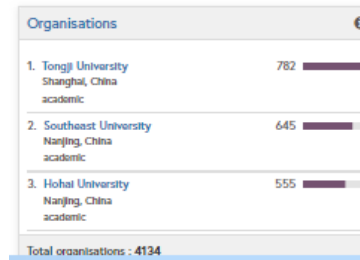 Organisations
1. Tongji University 782
Shanghai, China
academic
2. Southeast University 645
Nanjing, China
academic
3. Hohai University 555
Nanjing, China
academic
Total organisations : 4134